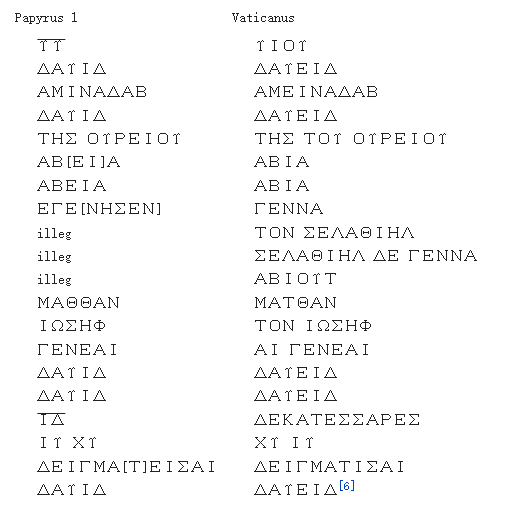 Papyrus 1 Vaticanus
ϒϒ ϒΙΟϒ
ΔΑϒΙΔ ΔΑϒΕΙΔ
ΑΜΙΝΑΔΑΒ ΑΜΕΙΝΑΔΑΒ
ΔΑϒΙΔ ΔΑϒΕΙΔ
ΤΗΣ ΟϒΡΕΙΟϒ ΤΗΣ ΤΟϒ ΟϒΡΕΙΟϒ
ΑΒ[ΕΙ]Α ΑΒΙΑ
ΑΒΕΙΑ ΑΒΙΑ
ΕΓΕ[ΝΗΣΕΝ] ΓΕΝΝΑ
illeg ΤΟΝ ΣΕΛΑΘΙΗΛ
illeg ΣΕΛΑΘΙΗΛ ΔΕ ΓΕΝΝΑ
illeg ΑΒΙΟϒΤ
ΜΑΘΘΑΝ ΜΑΤΘΑΝ
ΙΩΣΗΦ ΤΟΝ ΙΩΣΗΦ
ΓΕΝΕΑΙ ΑΙ ΓΕΝΕΑΙ
ΔΑϒΙΔ ΔΑϒΕΙΔ
ΔΑϒΙΔ ΔΑϒΕΙΔ
ΙΔ ΔΕΚΑΤΕΣΣΑΡΕΣ
Ιϒ Χϒ Χϒ Ιϒ
ΔΕΙΓΜΑ[Τ]ΕΙΣΑΙ ΔΕΙΓΜΑΤΙΣΑΙ
ΔΑϒΙΔ ΔΑϒΕΙΔ[6]